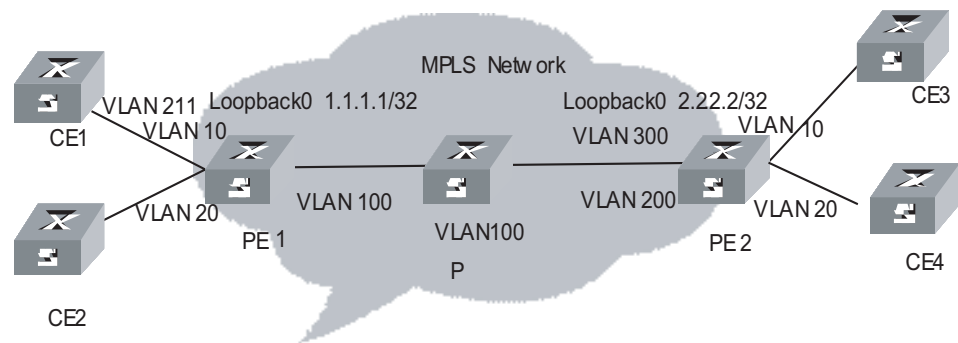 MPLS Network
Loopback0 1.1.1.1/32
Loopback0 2.22.2/32
CE3
VLAN 211
CE1
VLAN 10
VLAN 300
VLAN 10
VLAN 20
VLAN 100
VLAN 200
VLAN 20
PE 1
VLAN100
PE 2
P
CE4
CE2